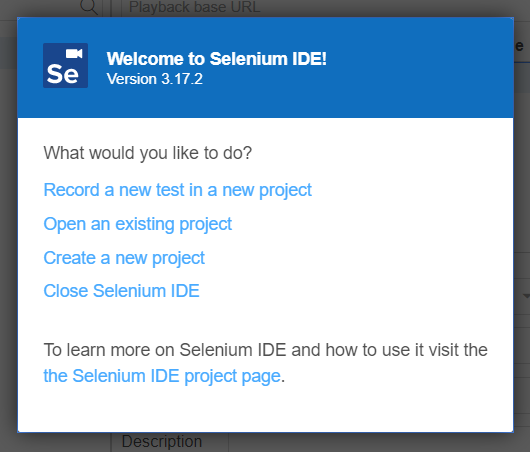 Playback base URL
e
Se
Welcome to Selenium IDE!
Version 3.17.2
What would you like to do?
Record a new test in a new project
Open an existing project
Create a new project
Close Selenium IDE
To learn more on Selenium IDE and how to use it visit the
the Selenium IDE project page.
Description